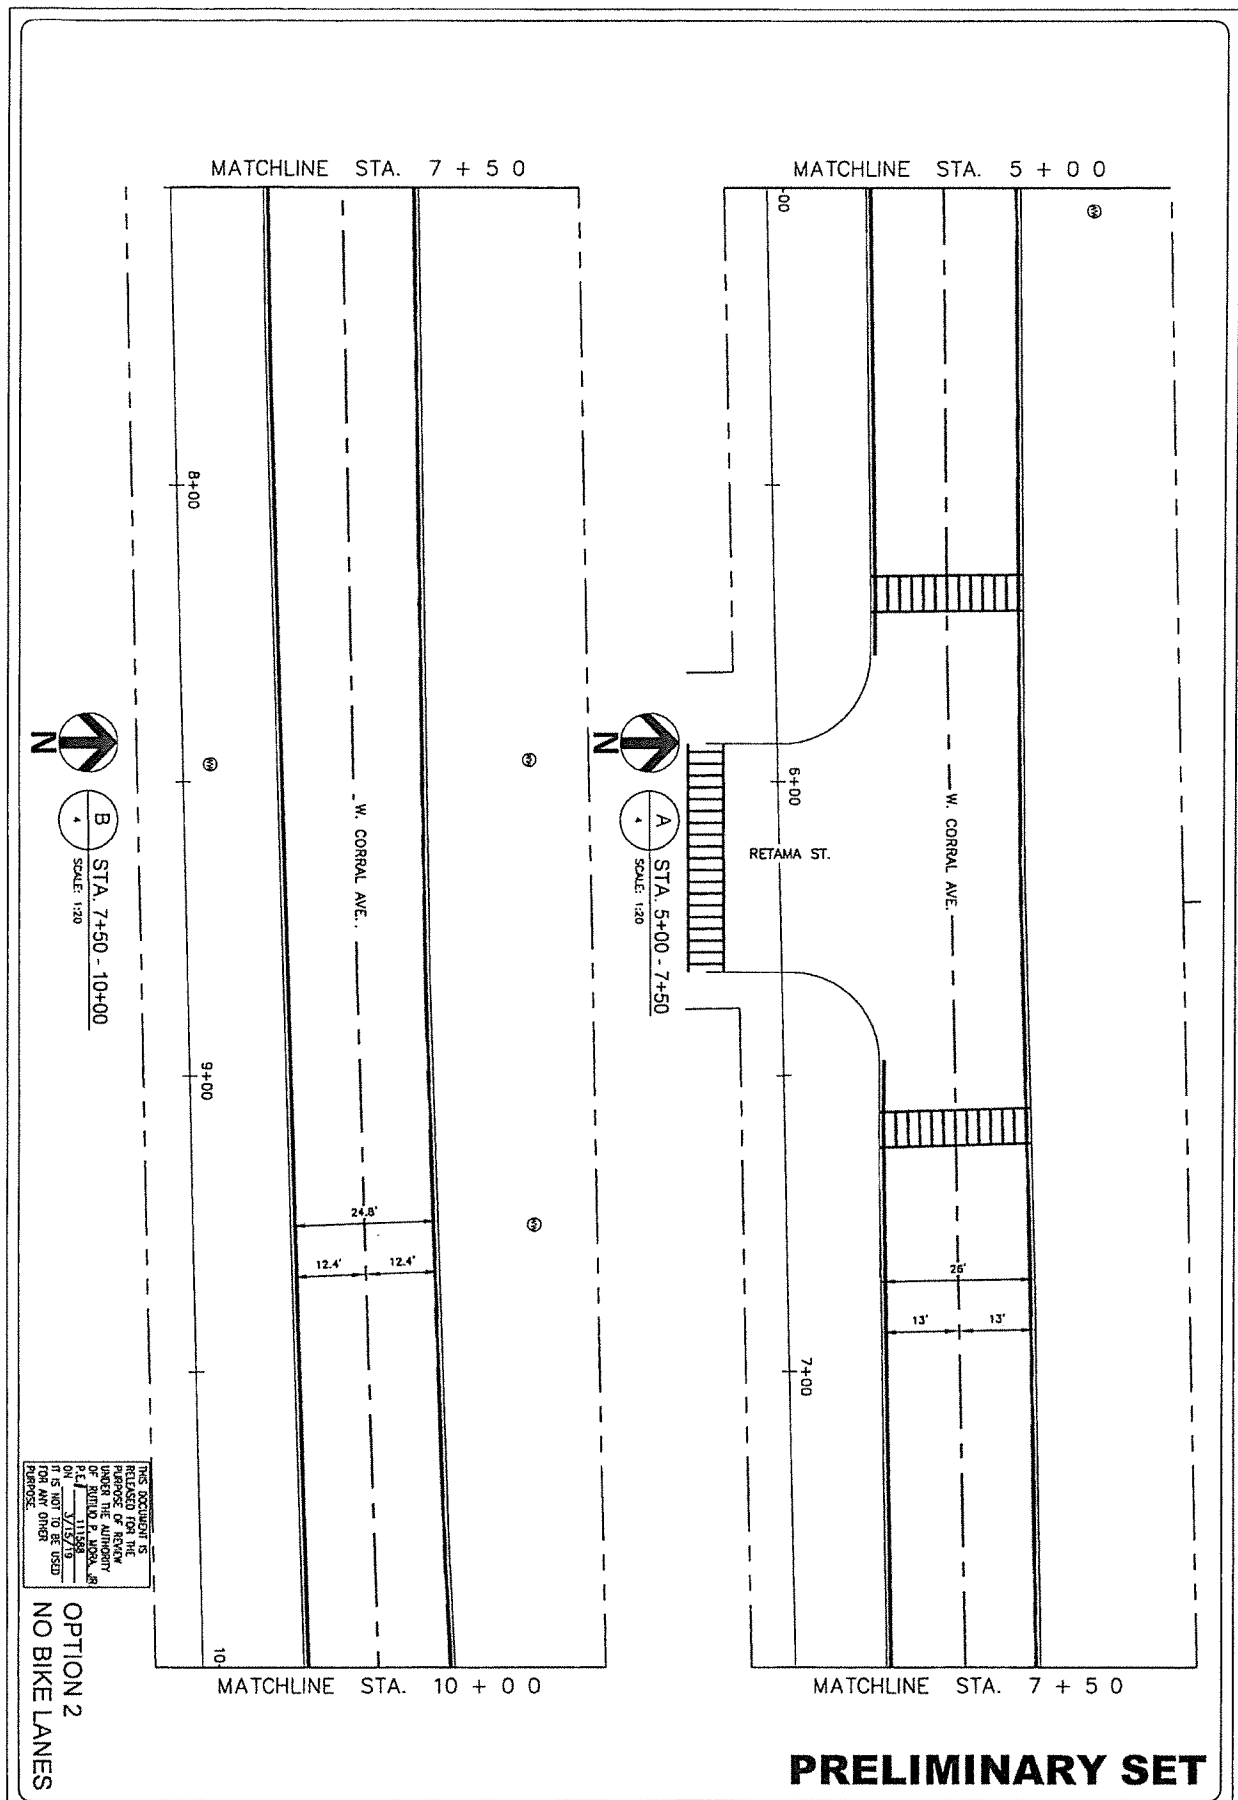 MATCHLINE STA. 7 + 5 0
MATCHLINE STA. 5 + 0 0
-00
6+00
7+00
W. CORRAL AVE.
RETAMA ST.
26'
13'
13'
N
A
4
STA. 5+00 - 7+50
SCALE: 1:20
8+00
9+00
10
W. CORRAL AVE.
24.8'
12.4'
12.4'
N
B
4
STA. 7+50 - 10+00
SCALE: 1:20
MATCHLINE STA. 10 + 0 0
MATCHLINE STA. 7 + 5 0
THIS DOCUMENT IS
RELEASED FOR THE
PURPOSE OF REVIEW
UNDER THE AUTHORITY
OF RUTILIO P. MORA, JR
P.E.# 111588
ON 3/15/19
IT IS NOT TO BE USED
FOR ANY OTHER
PURPOSE.
OPTION 2
NO BIKE LANES
PRELIMINARY SET